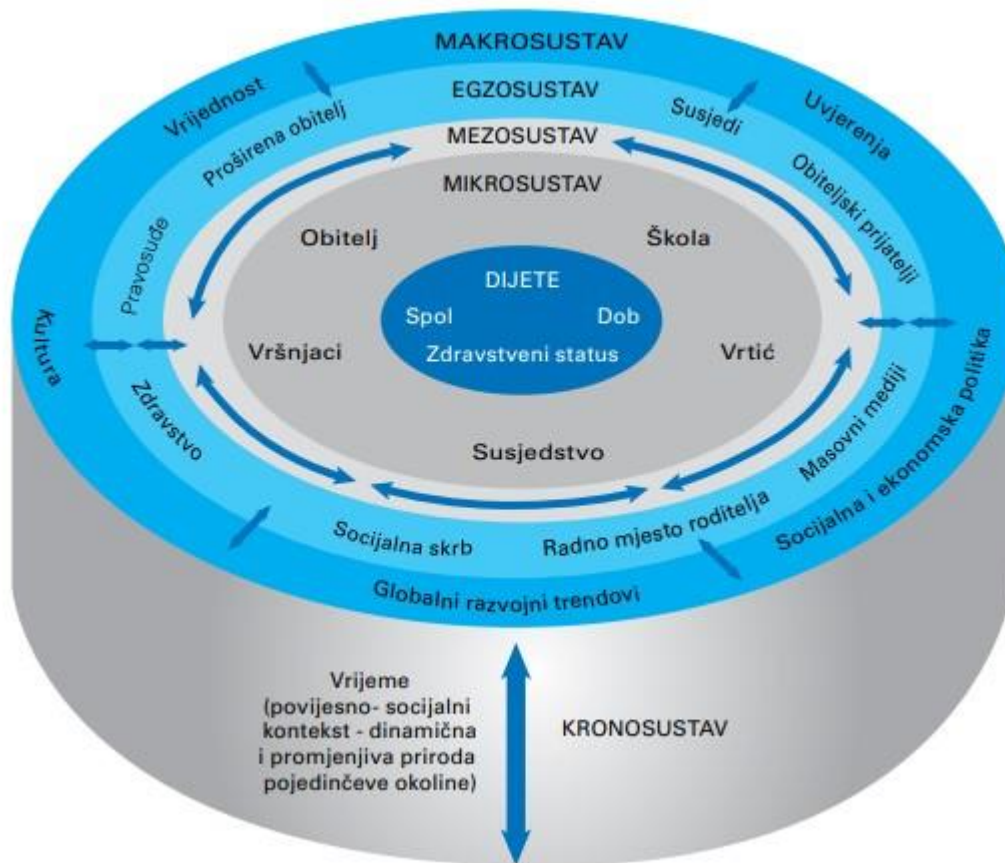 MAKROSUSTAV
Vrijednost
Uvjerenja
Kultura
Socijalna i ekonomska politika
Globalni razvojni trendovi
EGZOSUSTAV
Proširena obitelj
Susjedi
Obiteljski prijatelji
Pravosuđe
Zdravstvo
Masovni mediji
Socijalna skrb
Radno mjesto roditelja
MEZOSUSTAV
MIKROSUSTAV
Obitelj
Škola
Vršnjaci
Vrtić
Susjedstvo
DIJETE
Spol
Dob
Zdravstveni status
Vrijeme
(povijesno- socijalni
kontekst - dinamična
i promjenjiva priroda
pojedinčeve okoline)
KRONOSUSTAV